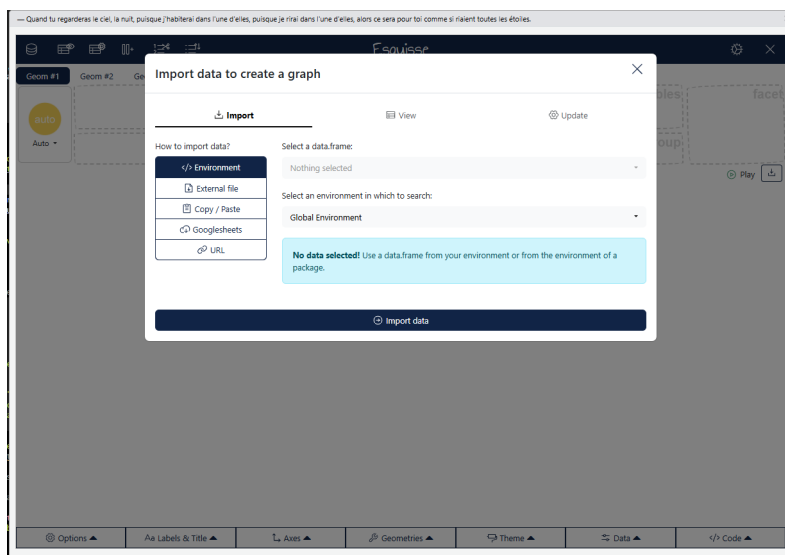 — Quand tu regarderas le ciel, la nuit, puisque j'habiterai dans l'une d'elles, puisque je rirai dans l'une d'elles, alors ce sera pour toi comme si riaient toutes les étoiles.
Esquisse
Geom #1 Geom #2
Import data to create a graph
Import View Update
auto
Auto
How to import data?
Environment
External file
Copy / Paste
Googlesheets
URL
Select a data.frame:
Nothing selected
Select an environment in which to search:
Global Environment
No data selected! Use a data.frame from your environment or from the environment of a
package.
Import data
facet
Play
Options Labels & Title Axes Geometries Theme Data Code